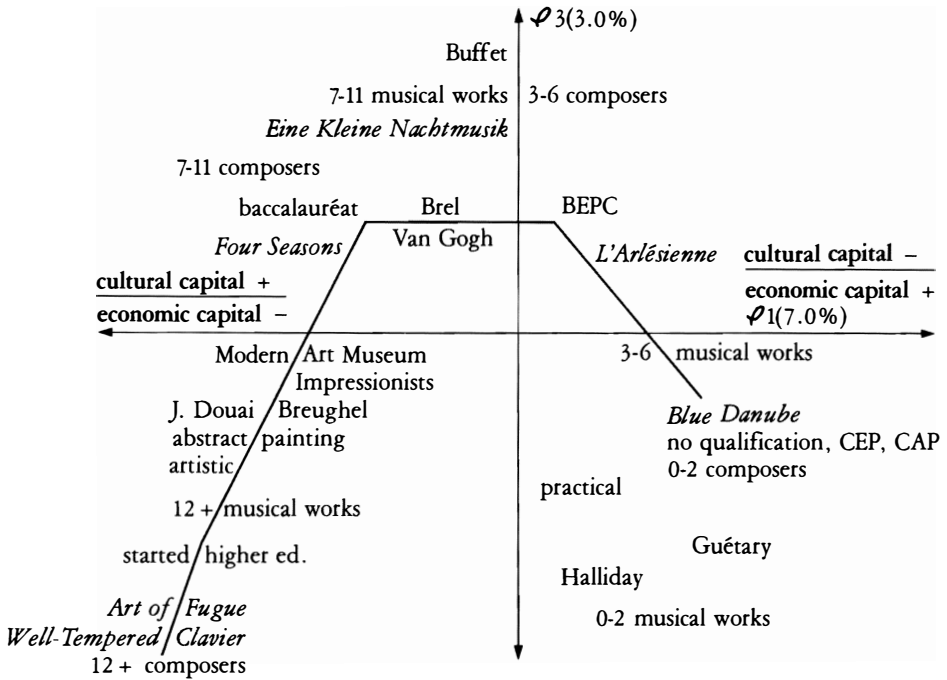 𝓁 3(3.0%)
Buffet
7-11 musical works 3-6 composers
Eine Kleine Nachtmusik
7-11 composers
baccalauréat Brel BEPC
Four Seasons Van Gogh L'Arlésienne
cultural capital +
economic capital –
cultural capital –
economic capital +
𝓁 1(7.0%)
Modern Art Museum
Impressionists
3-6 musical works
J. Douai Breughel
abstract painting
artistic
Blue Danube
no qualification, CEP, CAP
0-2 composers
practical
12 + musical works
started higher ed.
Guétary
Halliday
0-2 musical works
Art of Fugue
Well-Tempered Clavier
12 + composers